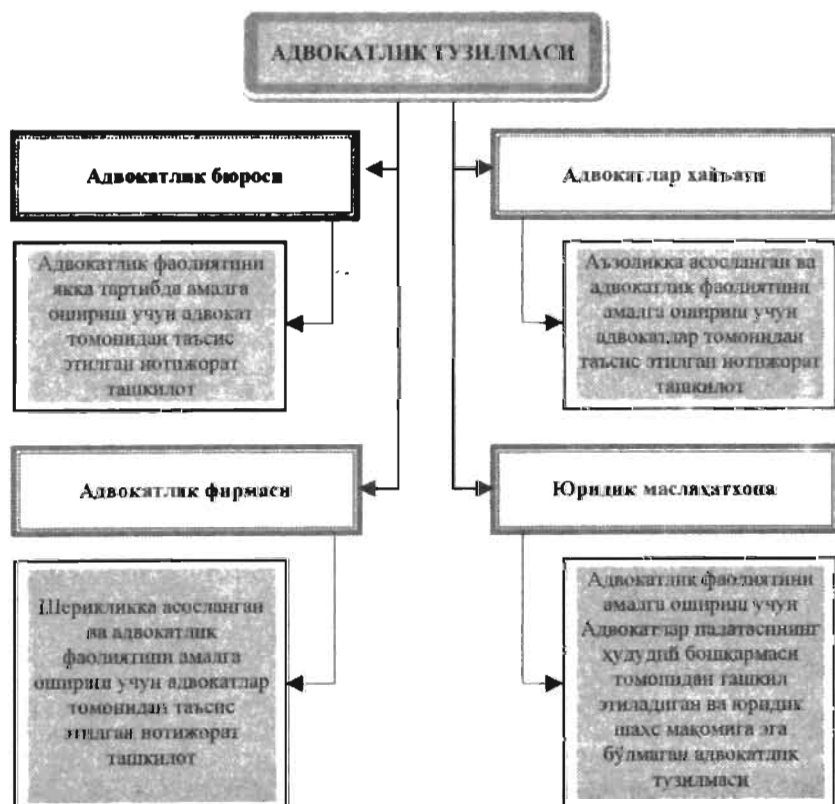 АДВОКАТЛИК ТУЗИЛМАСИ
Адвокатлик бюроси
Адвокатлик фаолиятини
якка тартибда амалга
ошириш учун адвокат
томонидан таъсис
этилган нотижорат
ташкилот
Адвокатлар хайъати
Аъзоликка асосланган ва
адвокатлик фаолиятини
амалга ошириш учун
адвокатлар томонидан
таъсис этилган нотижорат
ташкилот
Адвокатлик фирмаси
Шерикликка асосланган
ва адвокатлик
фаолиятини амалга
ошириш учун адвокатлар
томонидан таъсис
этилган нотижорат
ташкилот
Юридик маслаҳатхона
Адвокатлик фаолиятини
амалга ошириш учун
Адвокатлар палатасининг
ҳудудий бошқармаси
томонидан ташкил
этиладиган ва юридик
шахс мақомига эга
бўлмаган адвокатлик
тузилмаси